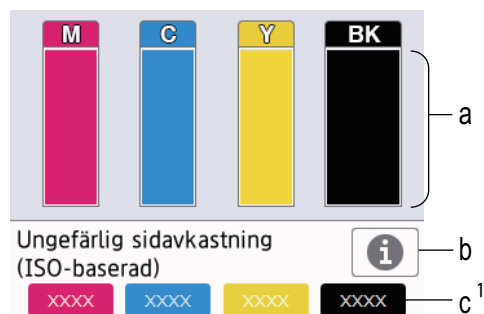 M C Y BK
a
Ungefärlig sidavkastning
(ISO-baserad)
b
XXXX XXXX XXXX XXXX
c 1